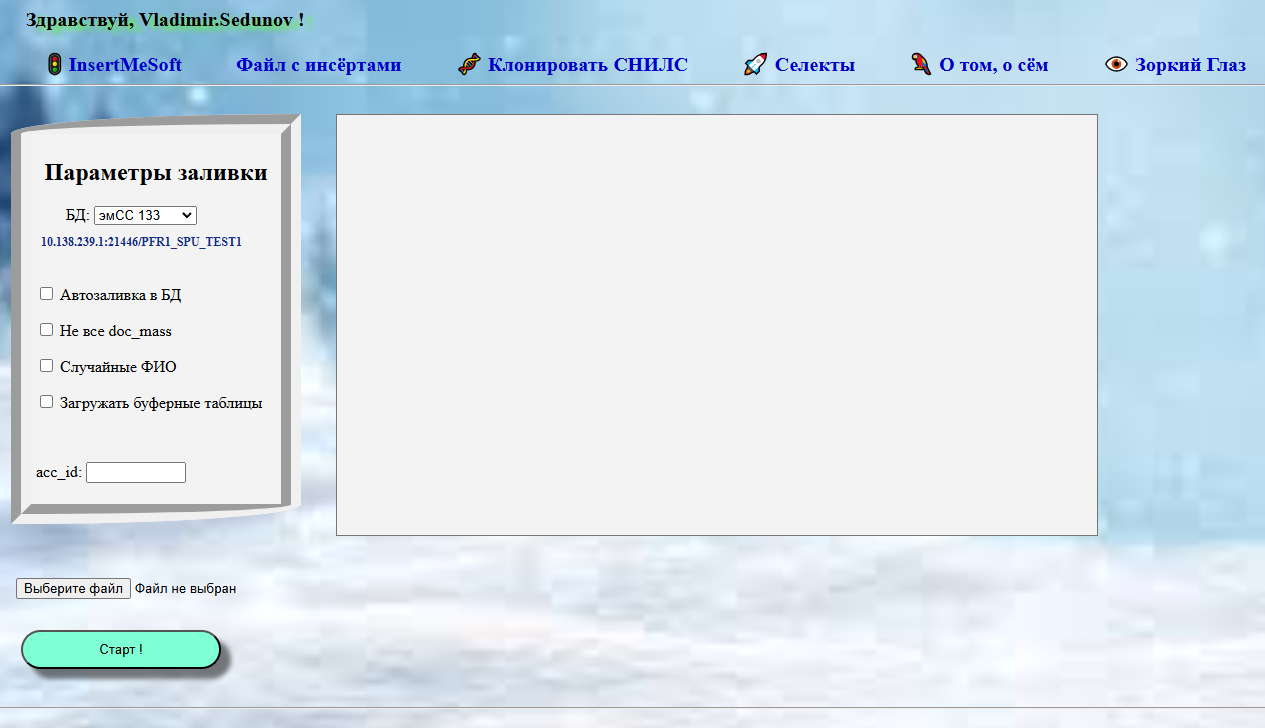 Здравствуй, Vladimir.Sedunov !
InsertMeSoft Файл с инсёртами Клонировать СНИЛС Селекты О том, о сём Зоркий Глаз
Параметры заливки
БД: эмСС 133
10.138.239.1:21446/PFR1_SPU_TEST1
Автозаливка в БД
Не все doc_mass
Случайные ФИО
Загружать буферные таблицы
acc_id:
Выберите файл Файл не выбран
Старт !